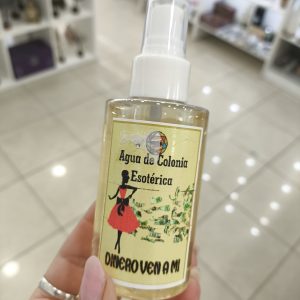 Agua de Colonia
Esotérica
DINERO VEN A MI